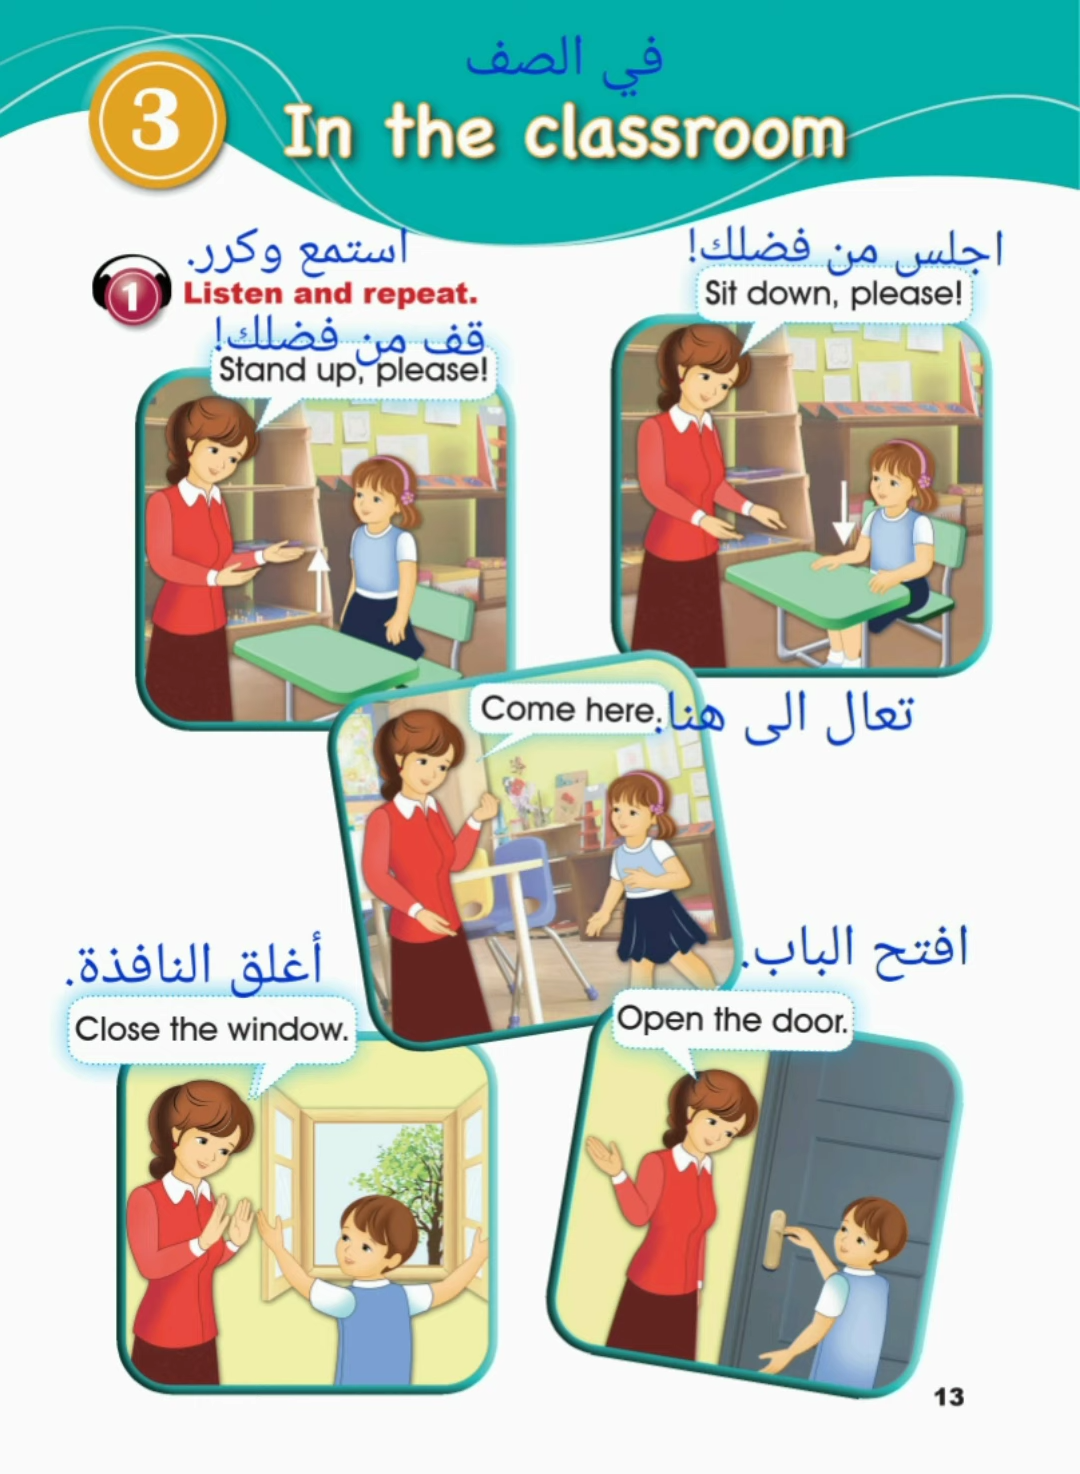 في الصف
3
In the classroom
استمع وكرر.
1
Listen and repeat.
قف من فضلك!
Stand up, please!
اجلس من فضلك!
Sit down, please!
Come here.
تعال الى هنا.
أغلق النافذة.
Close the window.
افتح الباب.
Open the door.
13